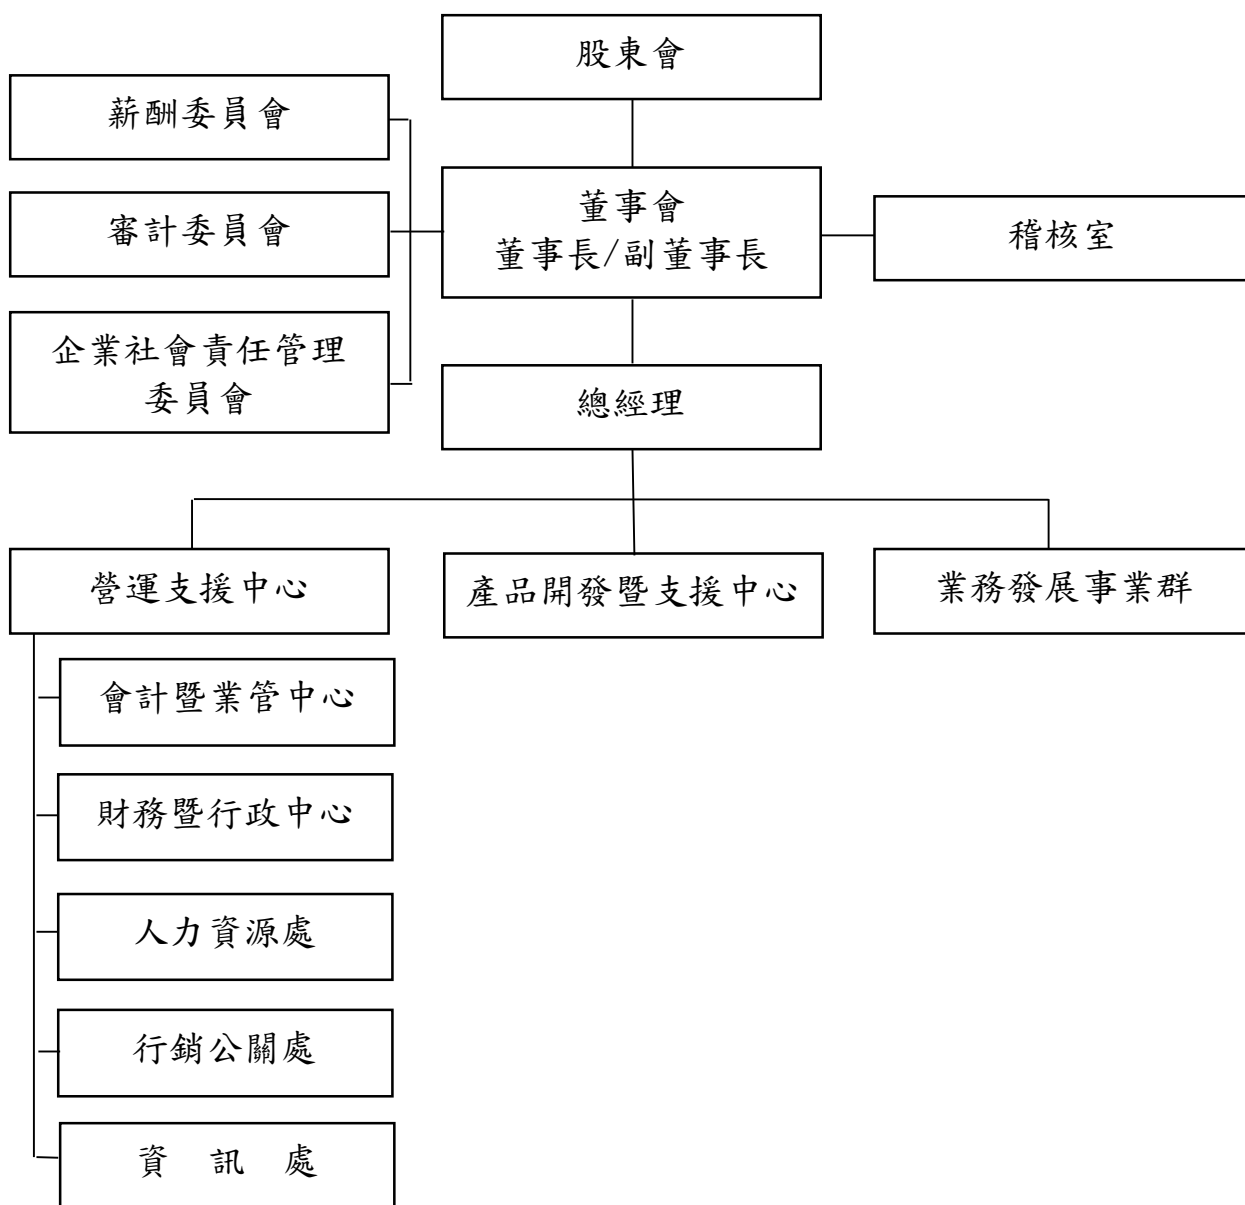 股東會
薪酬委員會
審計委員會
企業社會責任管理
委員會
董事會
董事長/副董事長
稽核室
總經理
營運支援中心
產品開發暨支援中心
業務發展事業群
會計暨業管中心
財務暨行政中心
人力資源處
行銷公關處
資 訊 處